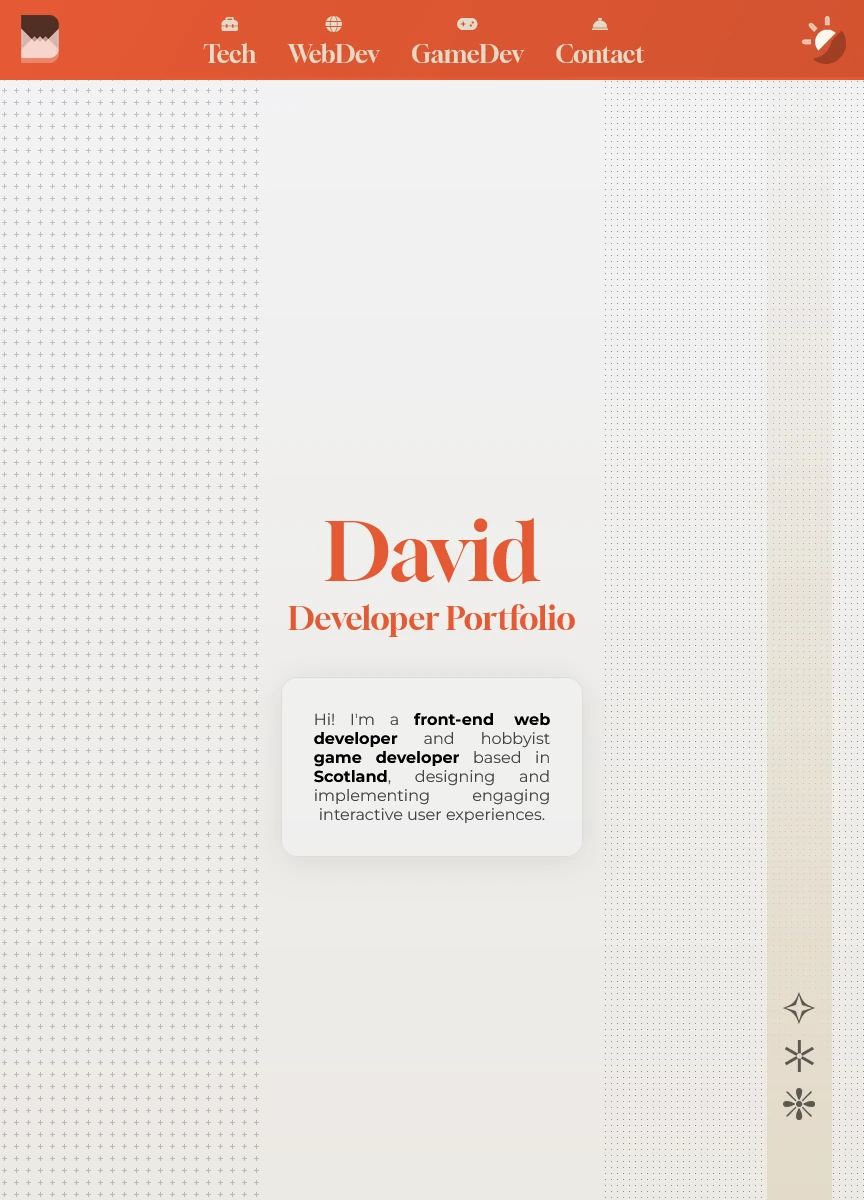 Tech WebDev GameDev Contact
David
Developer Portfolio
Hi! I'm a front-end web
developer and hobbyist
game developer based in
Scotland, designing and
implementing engaging
interactive user experiences.